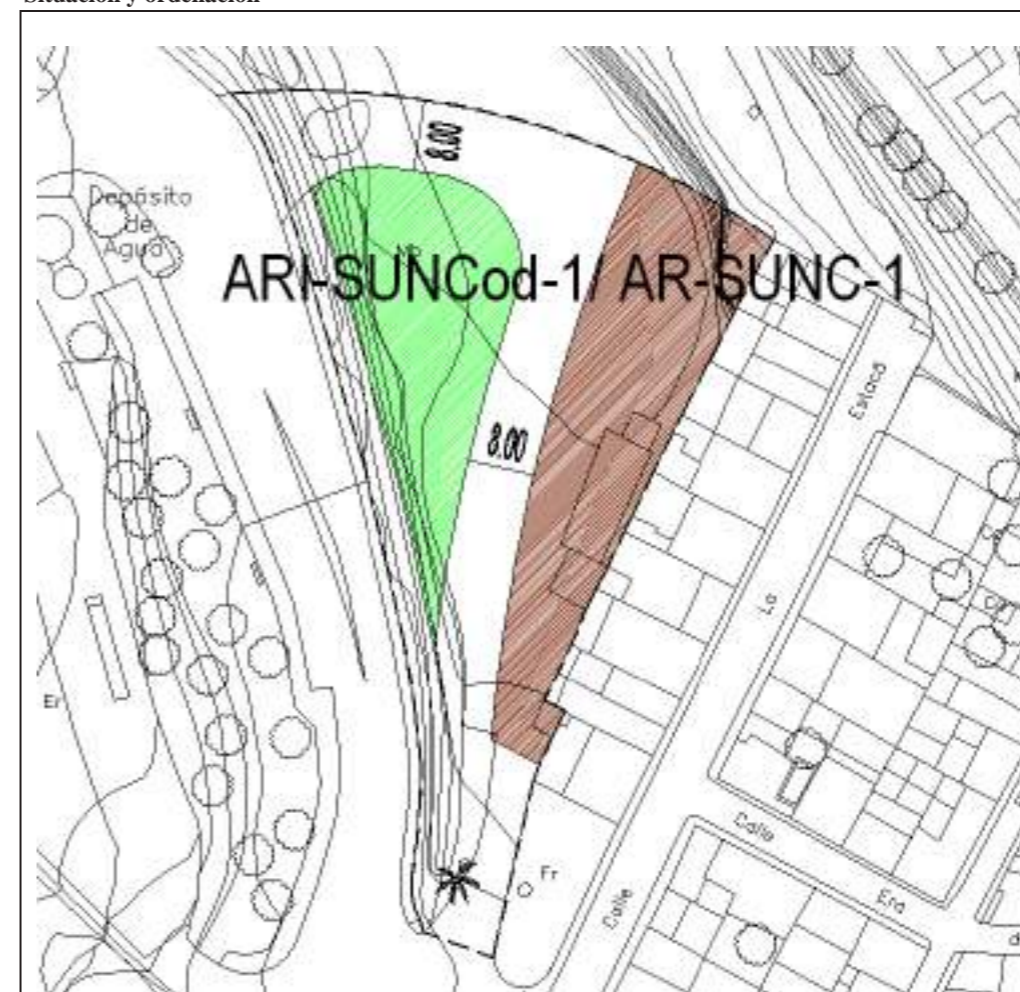 Situación y ordenación
8.00
Depósito
de
Agua
ARI-SUNCod-1/ AR-SUNC-1
Estaca
8.00
La
Er
Calle
Fr
Era
Calle
d